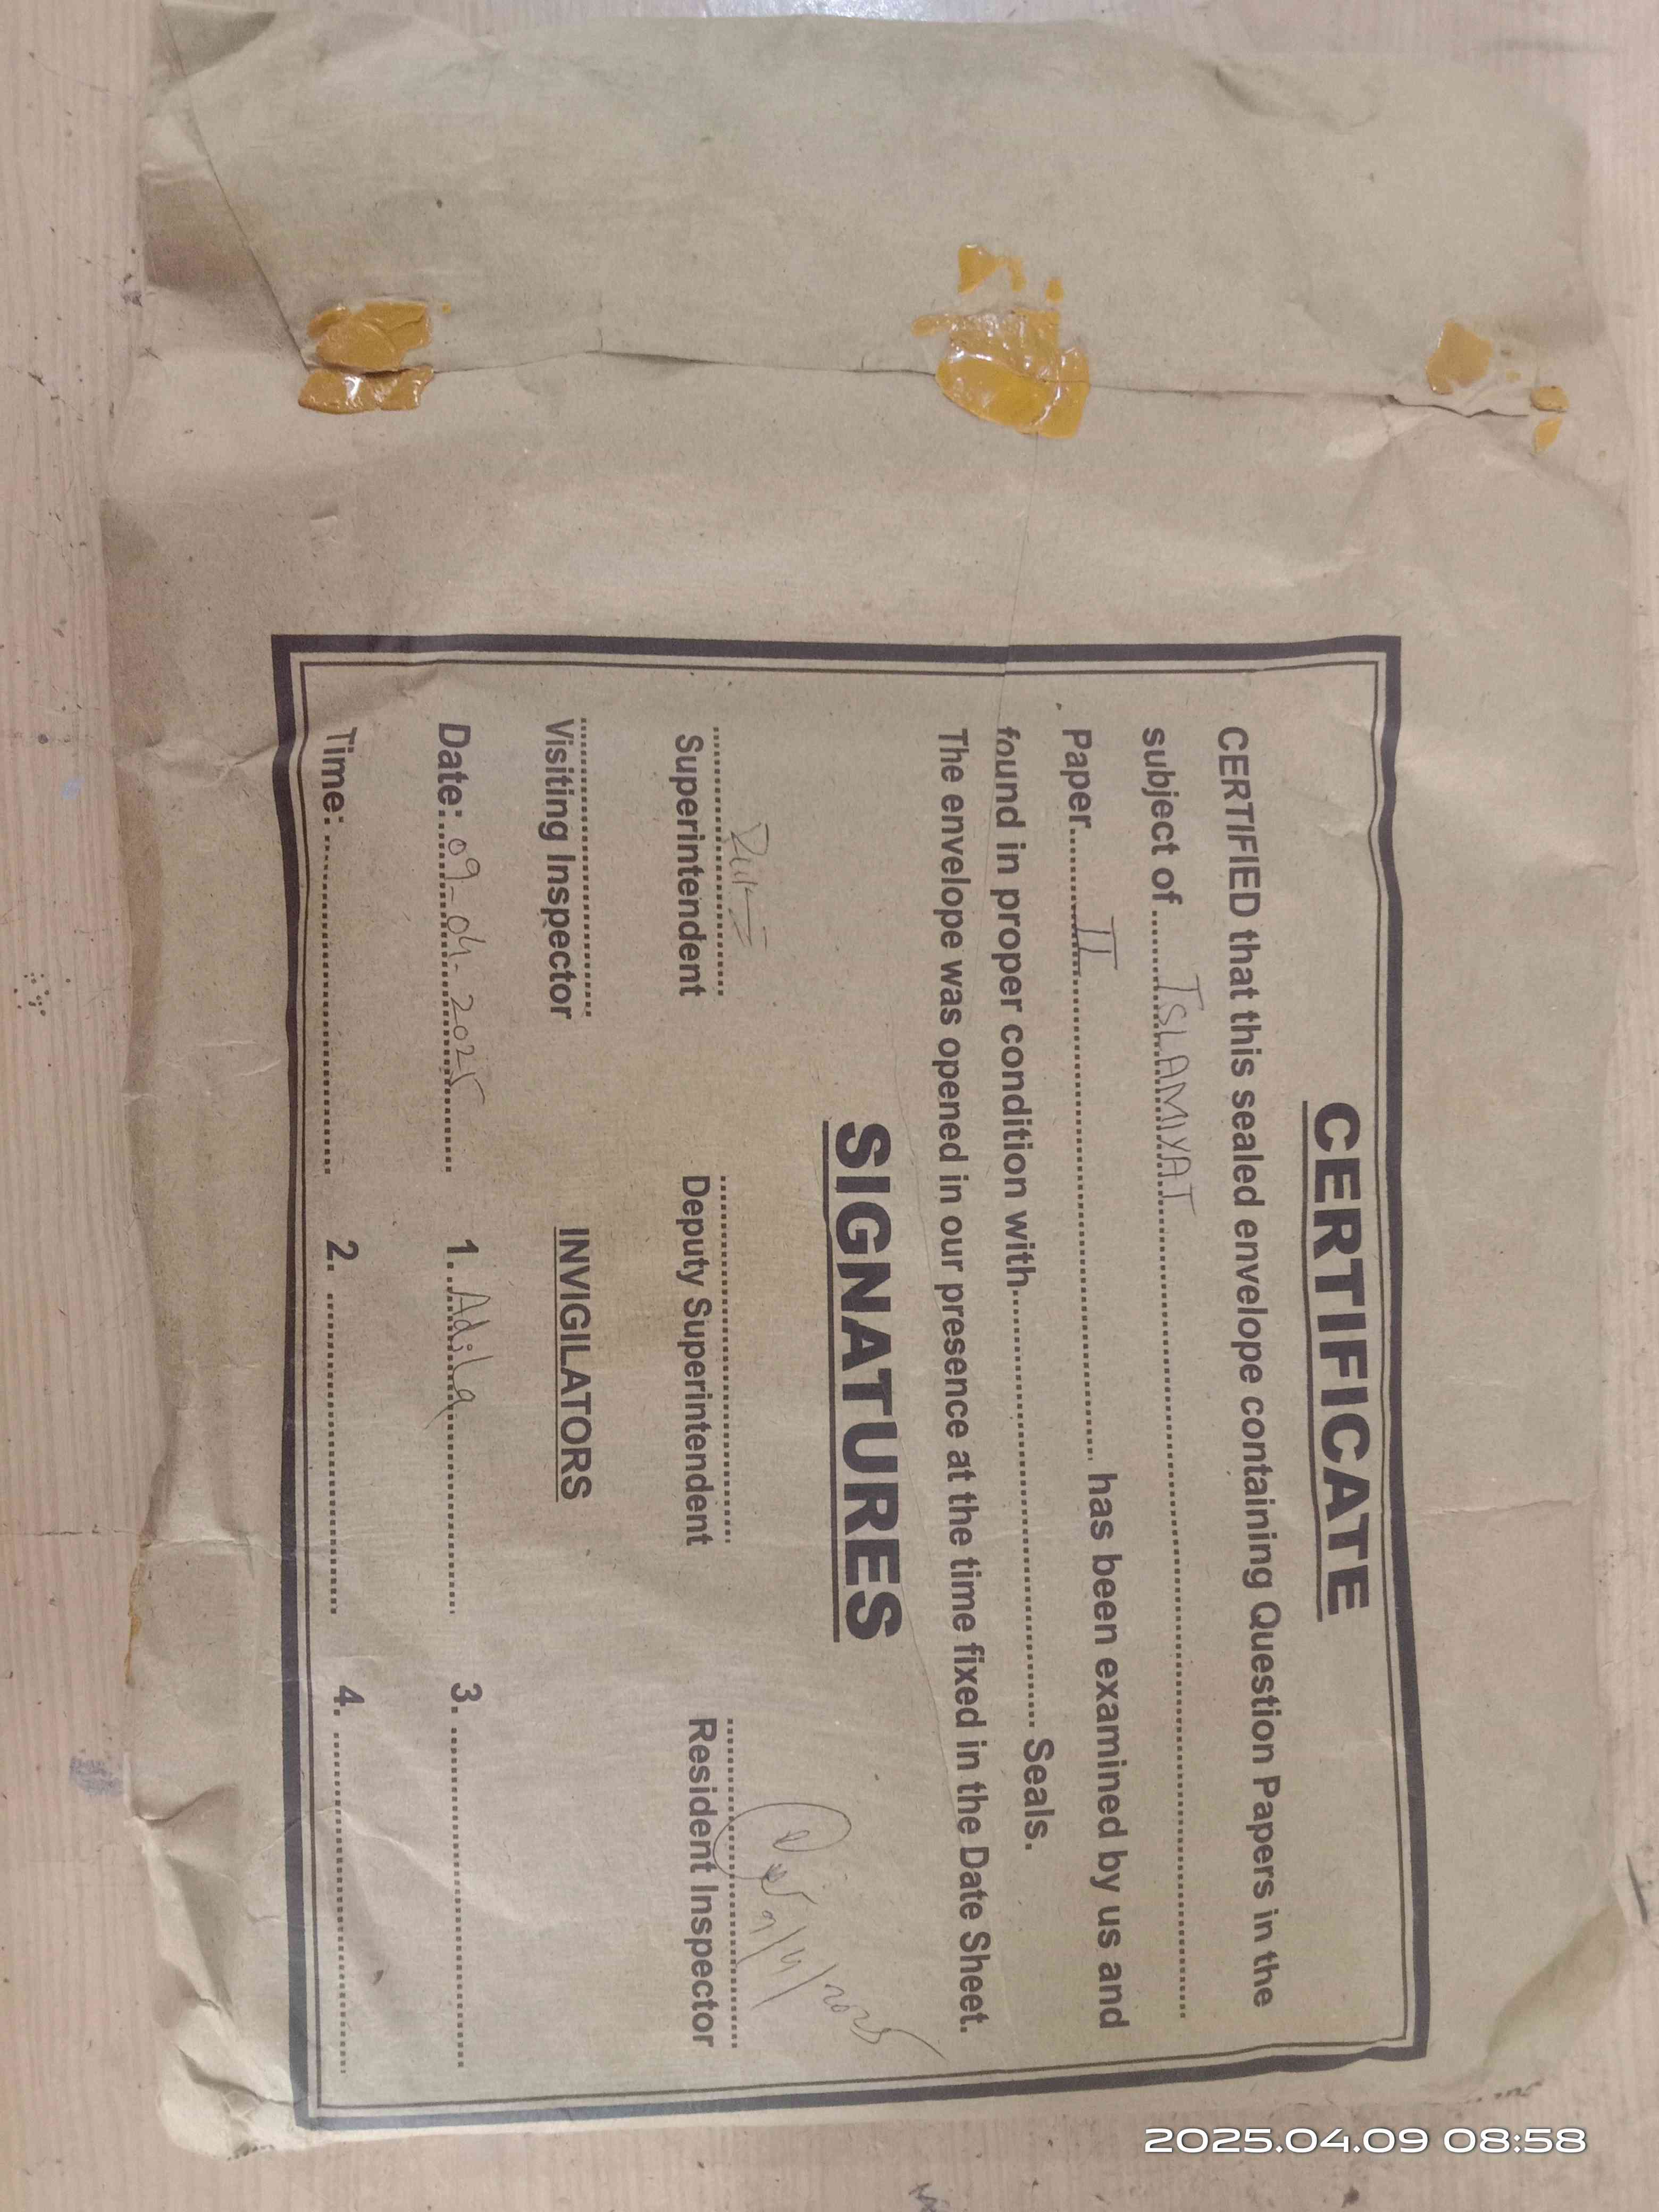 CERTIFICATE
CERTIFIED that this sealed envelope containing Question Papers in the
subject of ISLAMIYAT
Paper II has been examined by us and
found in proper condition with Seals.
The envelope was opened in our presence at the time fixed in the Date Sheet.
SIGNATURES
9/4/2025
Superintendent Deputy Superintendent Resident Inspector
Visiting Inspector INVIGILATORS
Date: 09-04-2025 1. Adila 3.
Time: 2. 4.
2025.04.09 08:58